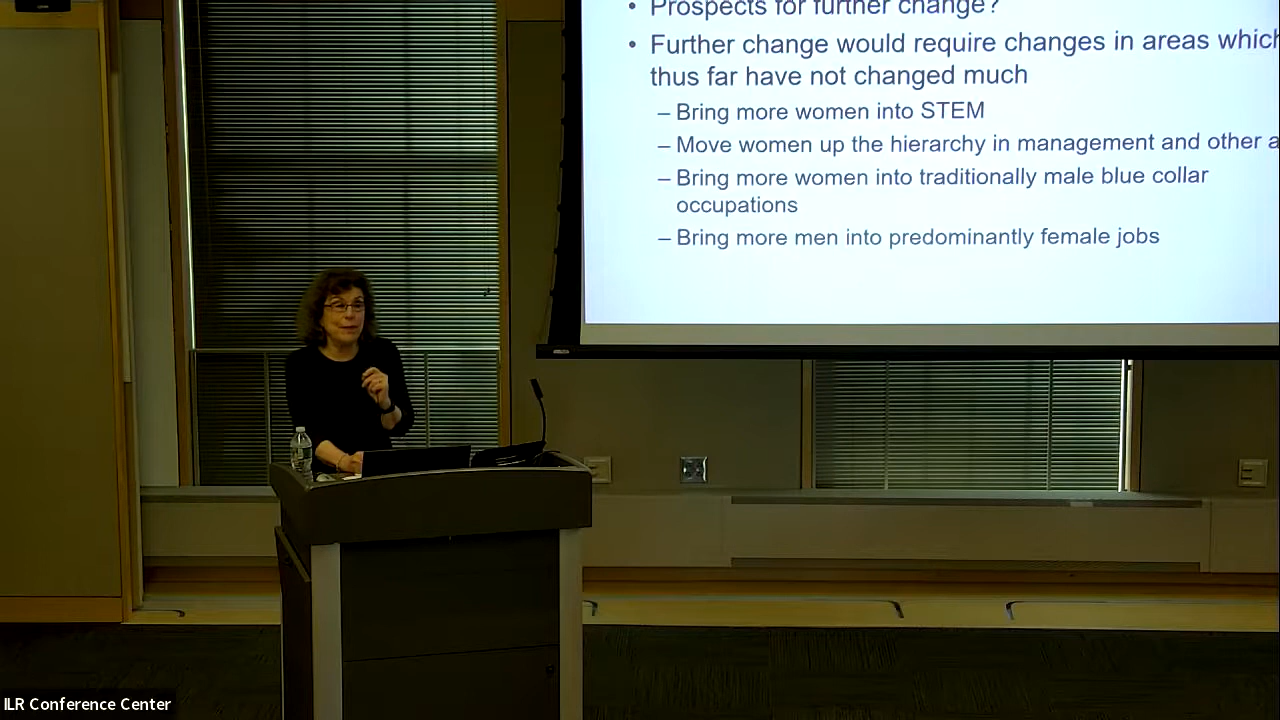 • Prospects for further change?
• Further change would require changes in areas which
thus far have not changed much
– Bring more women into STEM
– Move women up the hierarchy in management and other a
– Bring more women into traditionally male blue collar
occupations
– Bring more men into predominantly female jobs
ILR Conference Center